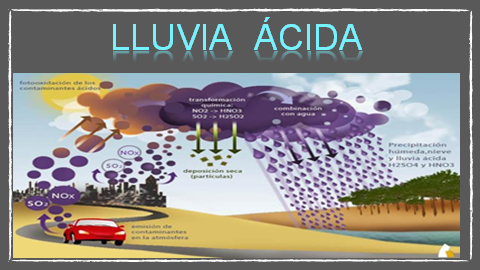 LLUVIA ÁCIDA
fotooxidación de los
contaminantes ácidos
transformación
química:
NO2 -> HNO3
SO2 -> H2SO2
combinación
con agua
Precipitación
húmeda,nieve
y lluvia ácida
H2SO4 y HNO3
NOx
SO2
deposición seca
(partículas)
NOx
SO2
emisión de
contaminantes
en la atmósfera